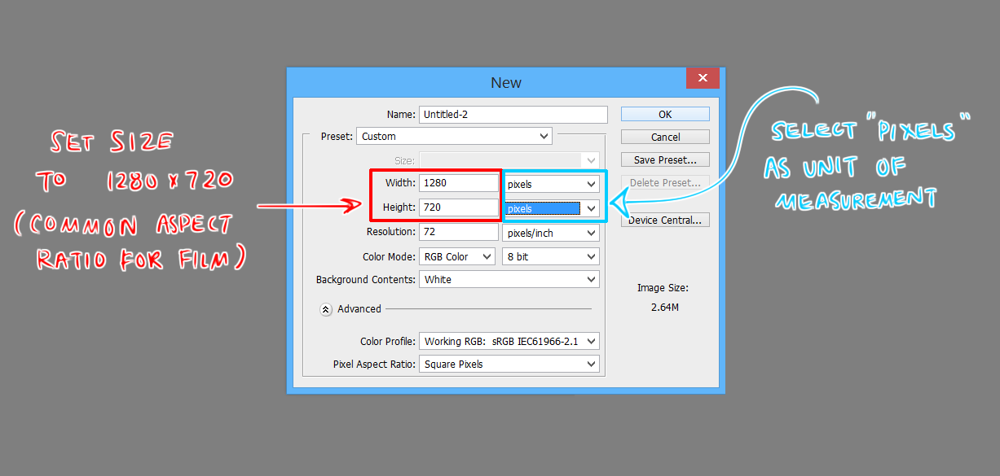 New
Name: Untitled-2
OK
Preset: Custom
Cancel
Size:
Save Preset...
Width: 1280 pixels
Delete Preset...
Height: 720 pixels
Device Central...
Resolution: 72 pixels/inch
Color Mode: RGB Color 8 bit
Background Contents: White
Image Size:
2.64M
Advanced
Color Profile: Working RGB: sRGB IEC61966-2.1
Pixel Aspect Ratio: Square Pixels
SET SIZE
TO 1280 x 720
(COMMON ASPECT
RATIO FOR FILM)
SELECT "PIXELS"
AS UNIT OF
MEASUREMENT